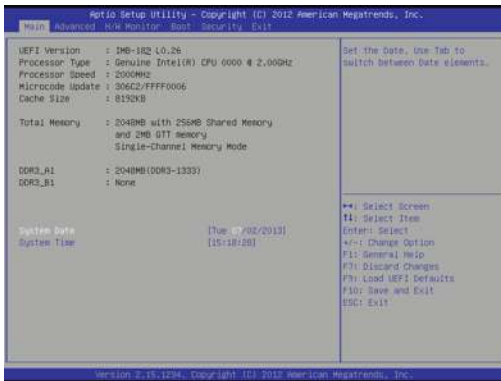 Aptio Setup Utility - Copyright (C) 2012 American Megatrends, Inc.
Main Advanced H/W Monitor Boot Security Exit
UEFI Version : IMB-182 L0.26
Processor Type : Genuine Intel(R) CPU 0000 @ 2.00GHz
Processor Speed : 2000MHz
Microcode Update : 306C2/FFFF0006
Cache Size : 8192KB
Total Memory : 2048MB with 256MB Shared Memory
and 2MB GTT memory
Single-Channel Memory Mode
DDR3_A1 : 2048MB(DDR3-1333)
DDR3_B1 : None
System Date [Tue 07/02/2013]
System Time [15:18:28]
Set the Date. Use Tab to
switch between Date elements.
→←: Select Screen
↑↓: Select Item
Enter: Select
+/-: Change Option
F1: General Help
F7: Discard Changes
F9: Load UEFI Defaults
F10: Save and Exit
ESC: Exit
Version 2.15.1234. Copyright (C) 2012 American Megatrends, Inc.